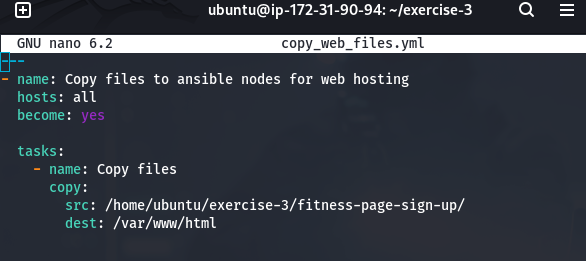 ubuntu@ip-172-31-90-94: ~/exercise-3
GNU nano 6.2 copy_web_files.yml
---
- name: Copy files to ansible nodes for web hosting
  hosts: all
  become: yes

  tasks:
    - name: Copy files
      copy:
        src: /home/ubuntu/exercise-3/fitness-page-sign-up/
        dest: /var/www/html